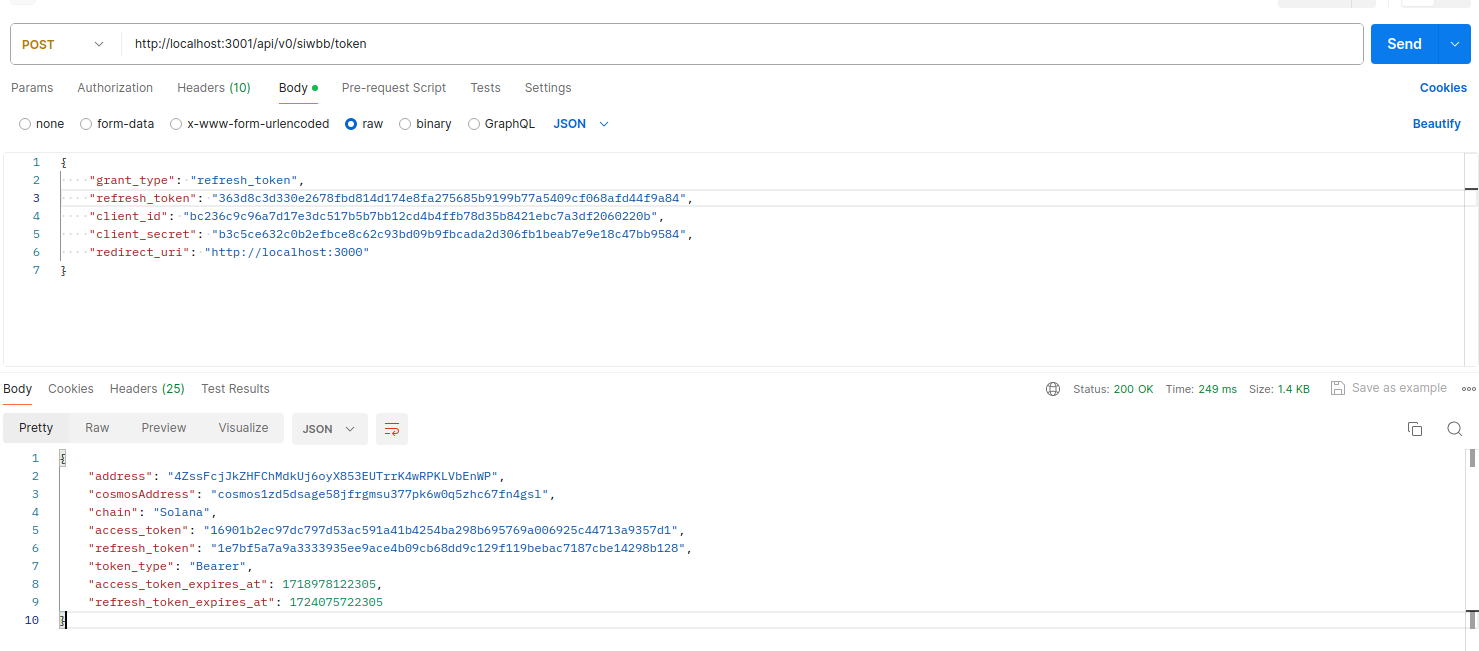 POST http://localhost:3001/api/v0/siwbb/token Send
Params Authorization Headers (10) Body Pre-request Script Tests Settings Cookies
none form-data x-www-form-urlencoded raw binary GraphQL JSON Beautify
1 {
2 "grant_type": "refresh_token",
3 "refresh_token": "363d8c3d330e2678fbd814d174e8fa275685b9199b77a5409cf068afd44f9a84",
4 "client_id": "bc236c9c96a7d17e3dc517b5b7bb12cd4b4ffb78d35b8421ebc7a3df2060220b",
5 "client_secret": "b3c5ce632c0b2efbce8c62c93bd09b9fbcada2d306fb1beab7e9e18c47bb9584",
6 "redirect_uri": "http://localhost:3000"
7 }
Body Cookies Headers (25) Test Results Status: 200 OK Time: 249 ms Size: 1.4 KB Save as example
Pretty Raw Preview Visualize JSON
1 {
2 "address": "4ZssFcjJkZHFChMdkUj6oyX853EUTrrK4wRPKLVbEnWP",
3 "cosmosAddress": "cosmos1zd5dsage58jfrgmsu377pk6w0q5zhc67fn4gsl",
4 "chain": "Solana",
5 "access_token": "16901b2ec97dc797d53ac591a41b4254ba298b695769a006925c44713a9357d1",
6 "refresh_token": "1e7bf5a7a9a3333935ee9ace4b09cb68dd9c129f119bebac7187cbe14298b128",
7 "token_type": "Bearer",
8 "access_token_expires_at": 1718978122305,
9 "refresh_token_expires_at": 1724075722305
10 }